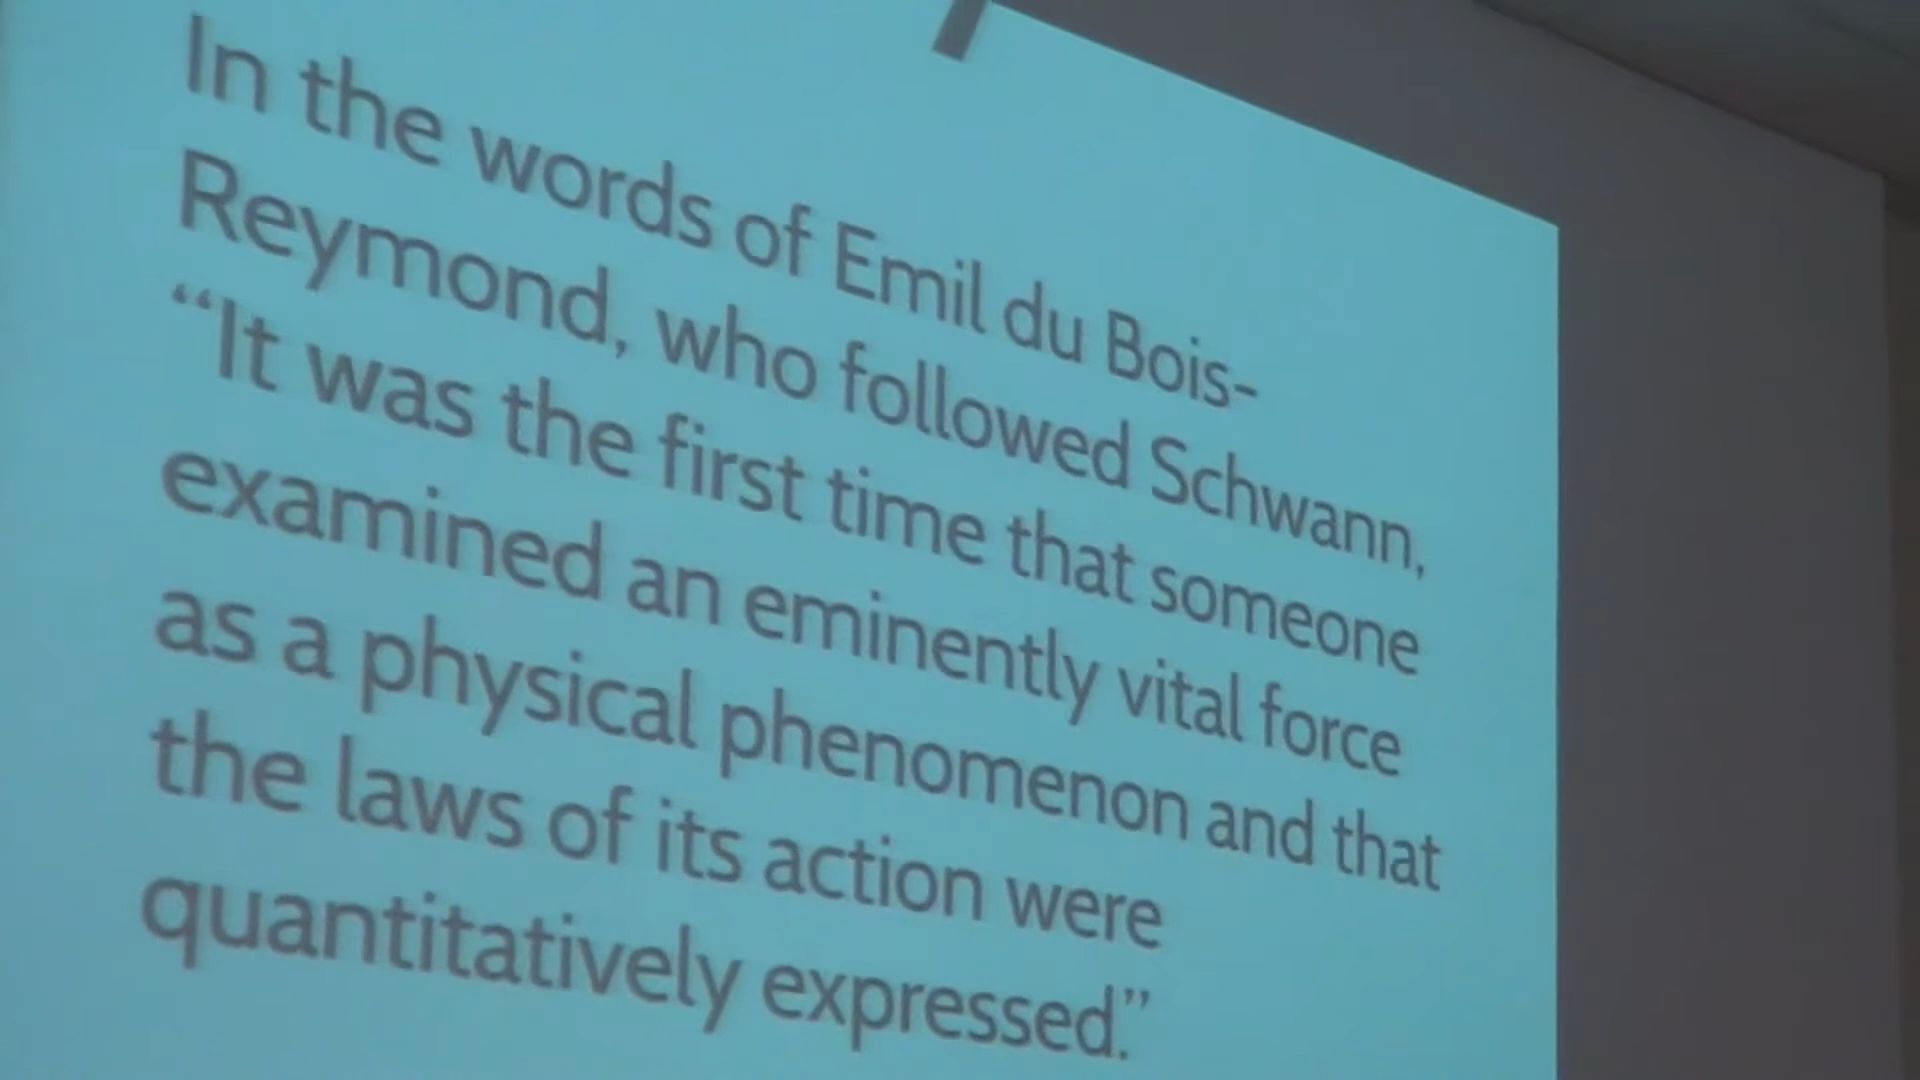 In the words of Emil du Bois-
Reymond, who followed Schwann,
“It was the first time that someone
examined an eminently vital force
as a physical phenomenon and that
the laws of its action were
quantitatively expressed.”